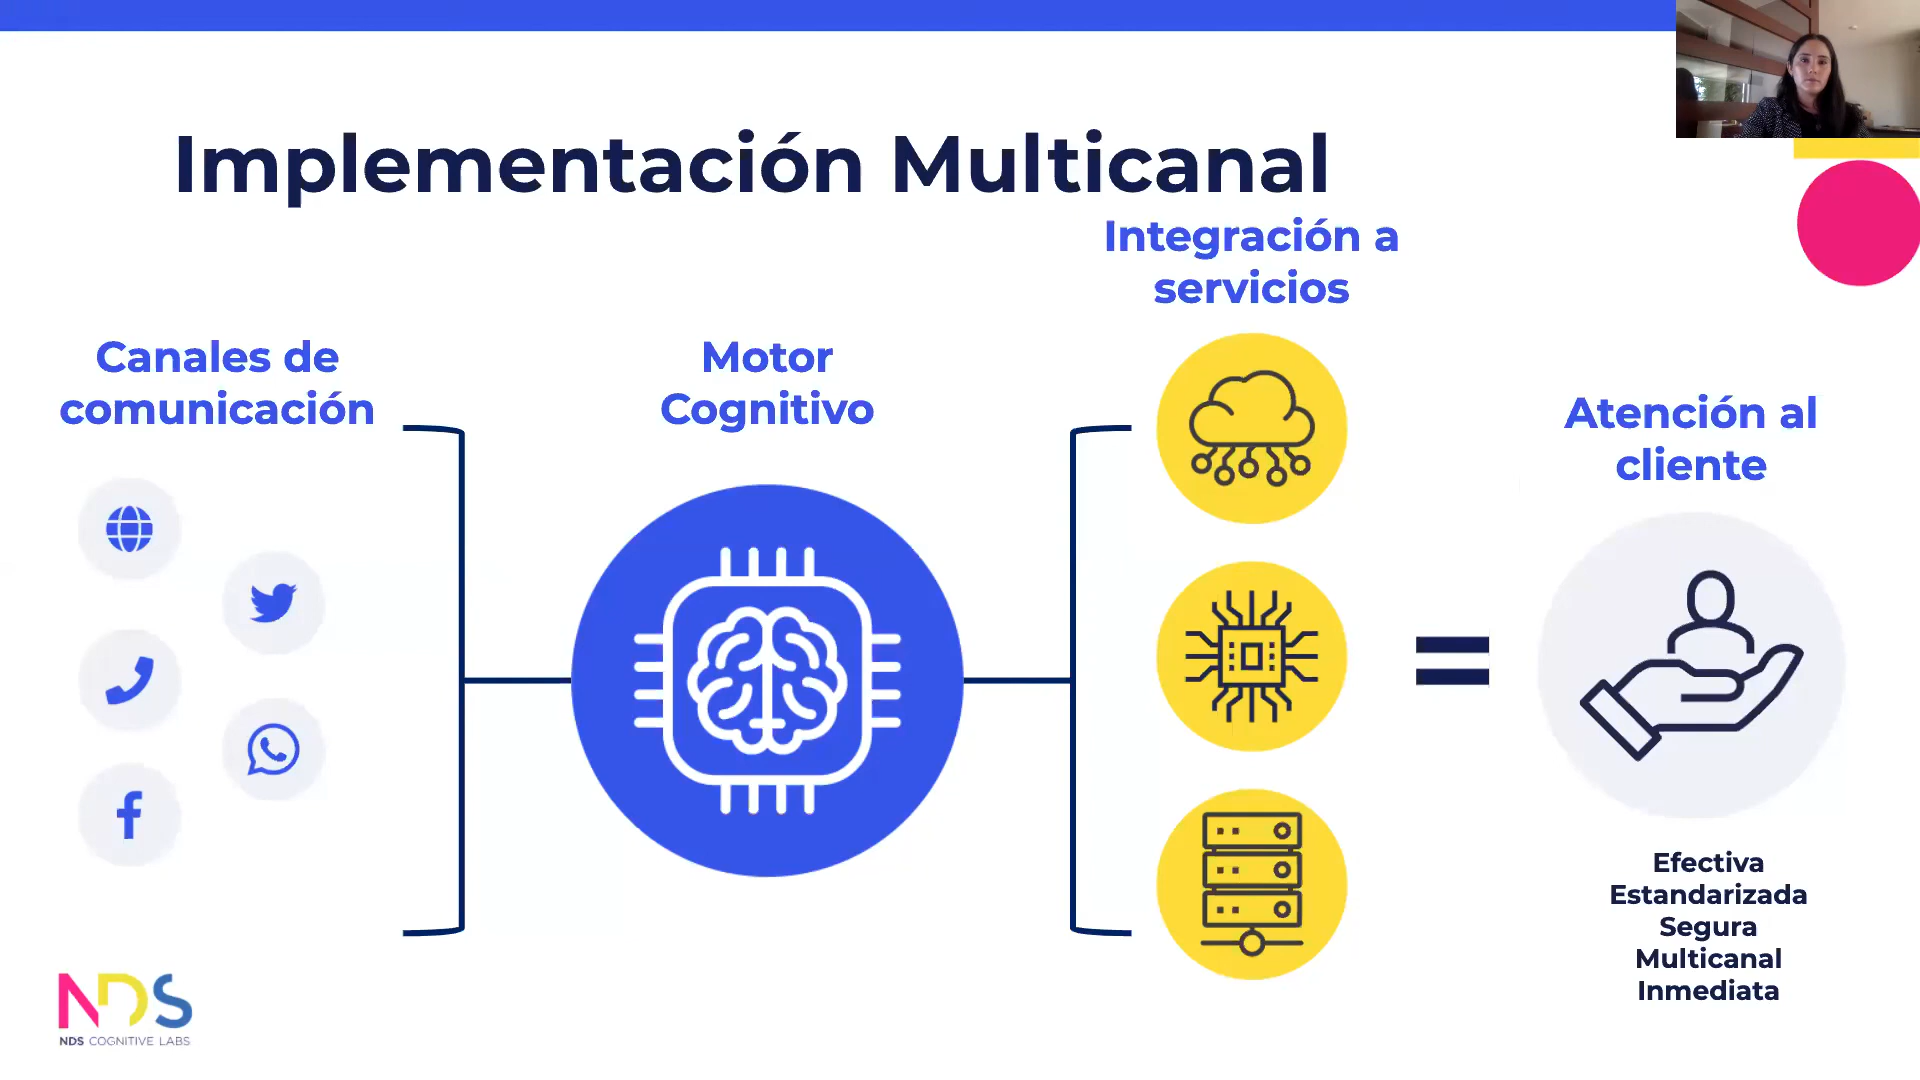 Implementación Multicanal
Canales de
comunicación
Motor
Cognitivo
Integración a
servicios
Atención al
cliente
Efectiva
Estandarizada
Segura
Multicanal
Inmediata
NDS
NDS COGNITIVE LABS